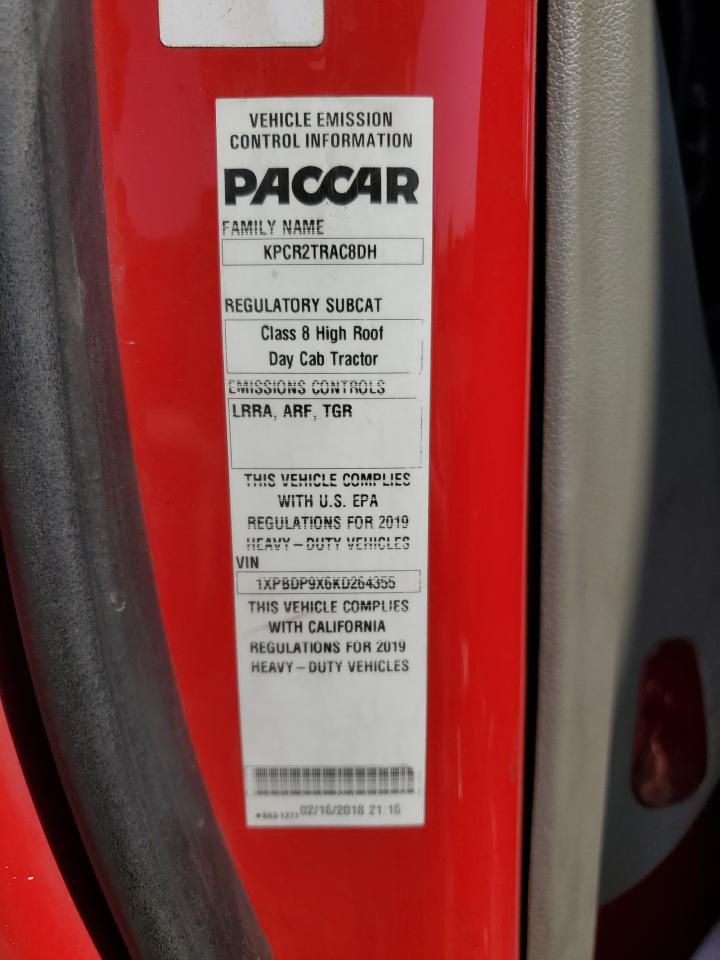 VEHICLE EMISSION
CONTROL INFORMATION
PACCAR
FAMILY NAME
KPCR2TRAC8DH
REGULATORY SUBCAT
Class 8 High Roof
Day Cab Tractor
EMISSIONS CONTROLS
LRRA, ARF, TGR
THIS VEHICLE COMPLIES
WITH U.S. EPA
REGULATIONS FOR 2019
HEAVY-DUTY VEHICLES
VIN
1XPBDP9X6KD264355
THIS VEHICLE COMPLIES
WITH CALIFORNIA
REGULATIONS FOR 2019
HEAVY-DUTY VEHICLES
02/16/2018 21:16